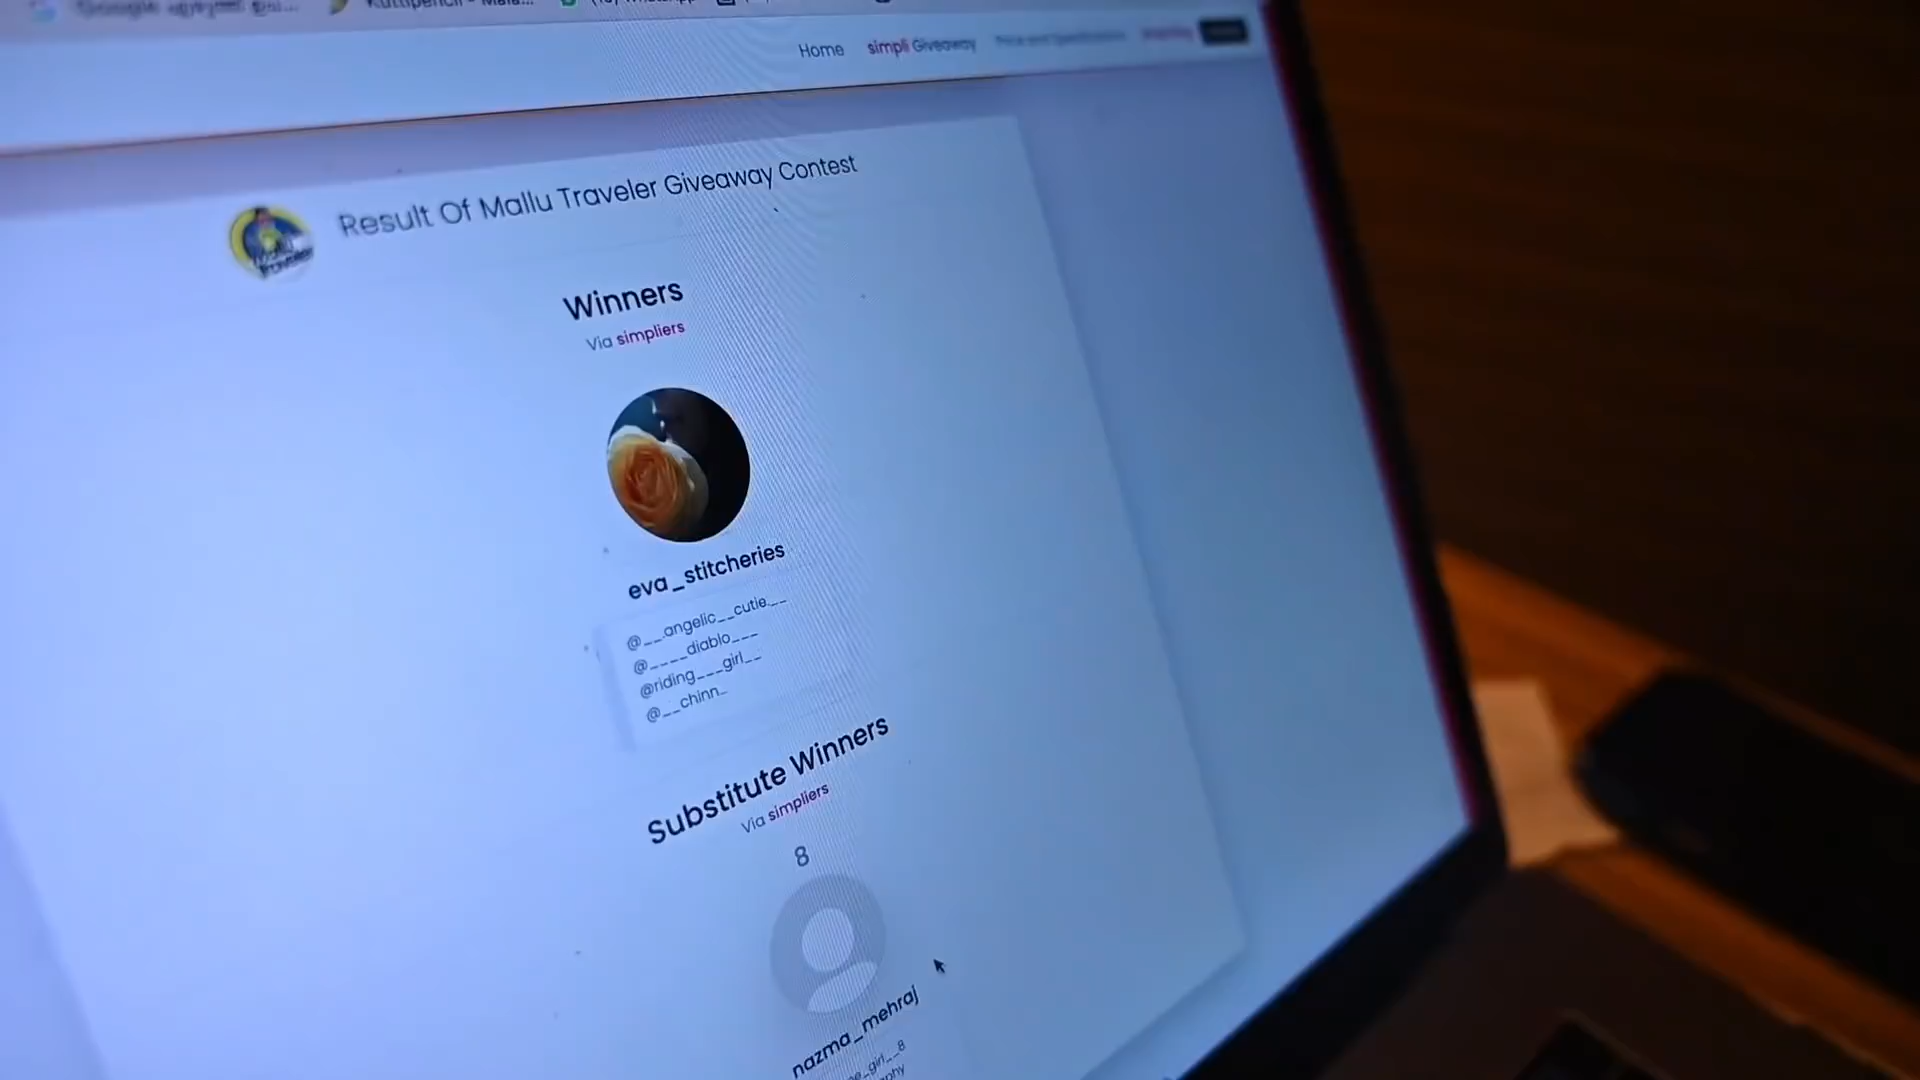 Home simpli Giveaway
Result Of Mallu Traveler Giveaway Contest
Winners
Via simpliers
eva_stitcheries
@__angelic__cutie__
@____diablo___
@riding___girl__
@__chinn_
Substitute Winners
Via simpliers
8
nazma_mehraj